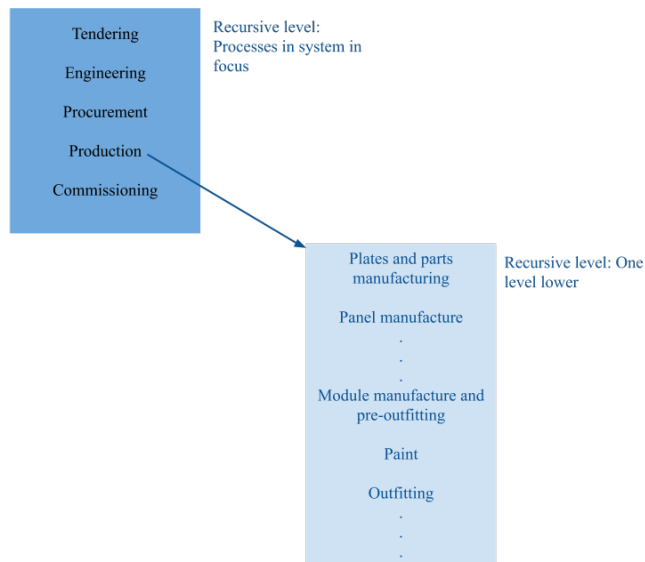 Tendering
Engineering
Procurement
Production
Commissioning
Recursive level:
Processes in system in
focus
Plates and parts
manufacturing
Panel manufacture
.
.
.
Module manufacture and
pre-outfitting
Paint
Outfitting
.
.
.
Recursive level: One
level lower